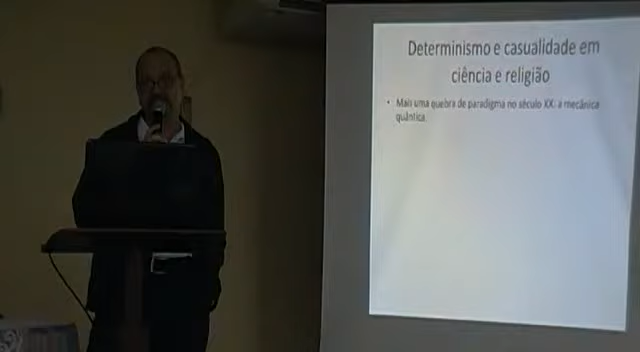 Determinismo e casualidade em
ciência e religião
• Mais uma quebra de paradigma no século XX: a mecânica
quântica.